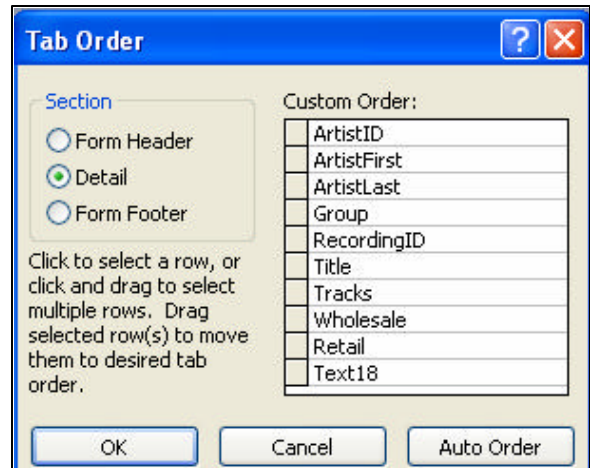 Tab Order
?
Section
Form Header
Detail
Form Footer
Click to select a row, or
click and drag to select
multiple rows. Drag
selected row(s) to move
them to desired tab
order.
Custom Order:
ArtistID
ArtistFirst
ArtistLast
Group
RecordingID
Title
Tracks
Wholesale
Retail
Text18
OK
Cancel
Auto Order